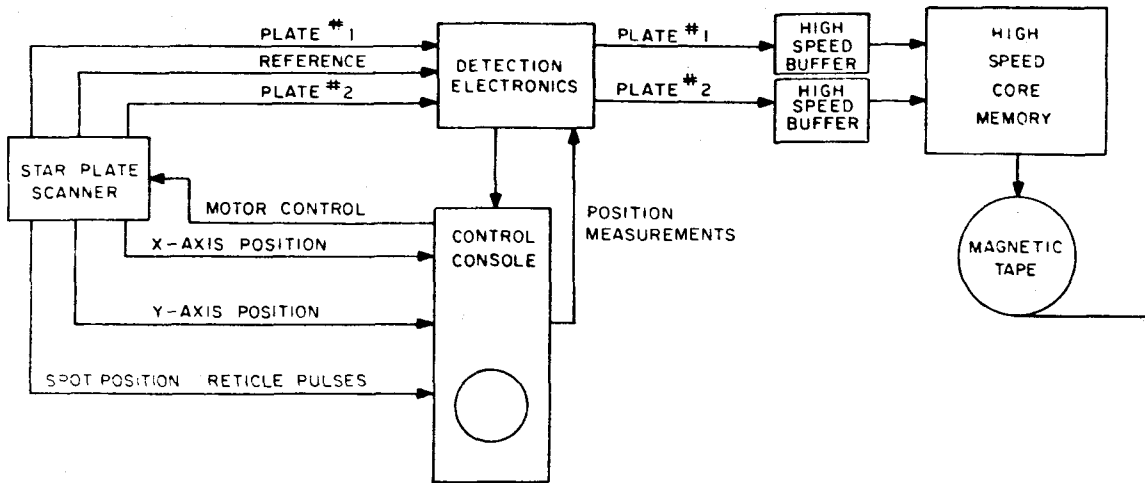 PLATE #1
REFERENCE
PLATE #2
DETECTION
ELECTRONICS
PLATE #1
PLATE #2
HIGH
SPEED
BUFFER
HIGH
SPEED
BUFFER
HIGH
SPEED
CORE
MEMORY
STAR PLATE
SCANNER
MOTOR CONTROL
X-AXIS POSITION
Y-AXIS POSITION
SPOT POSITION RETICLE PULSES
CONTROL
CONSOLE
POSITION
MEASUREMENTS
MAGNETIC
TAPE